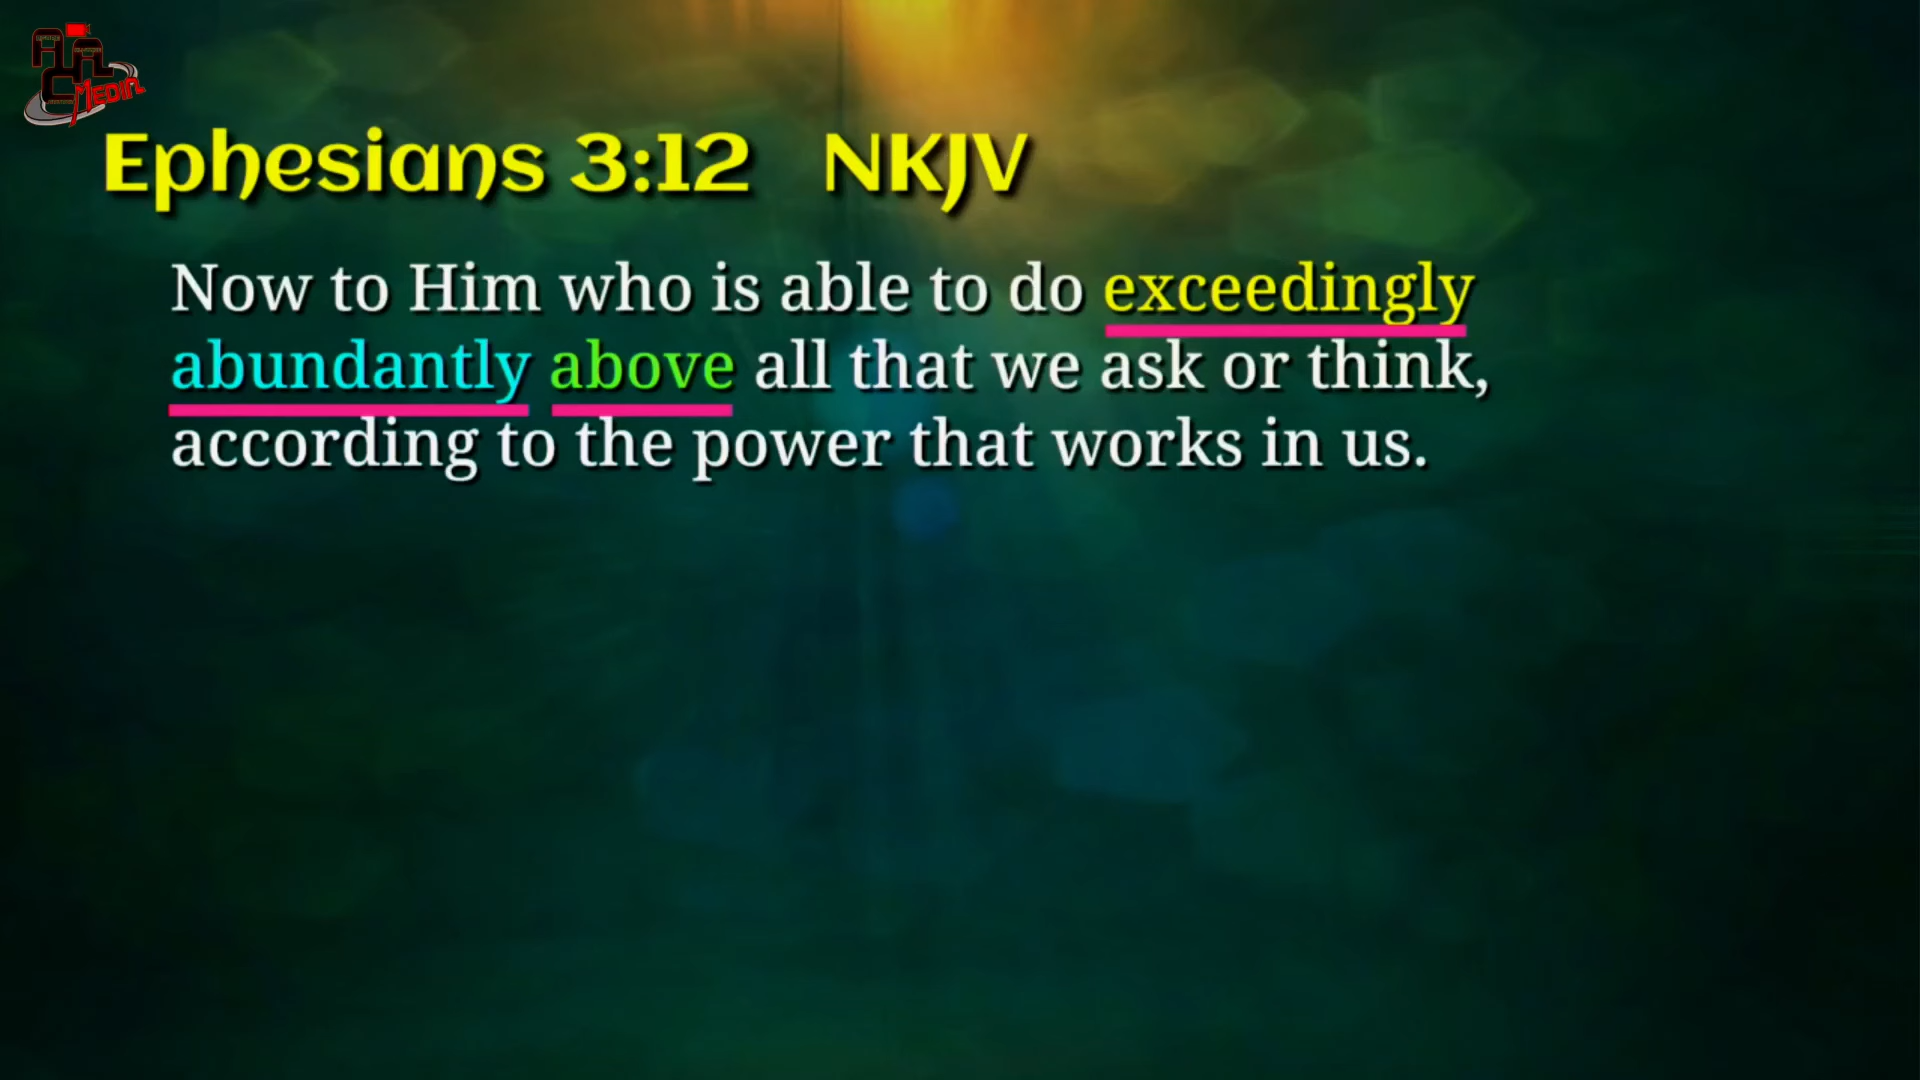 MEDIA
Ephesians 3:12 NKJV
Now to Him who is able to do exceedingly
abundantly above all that we ask or think,
according to the power that works in us.